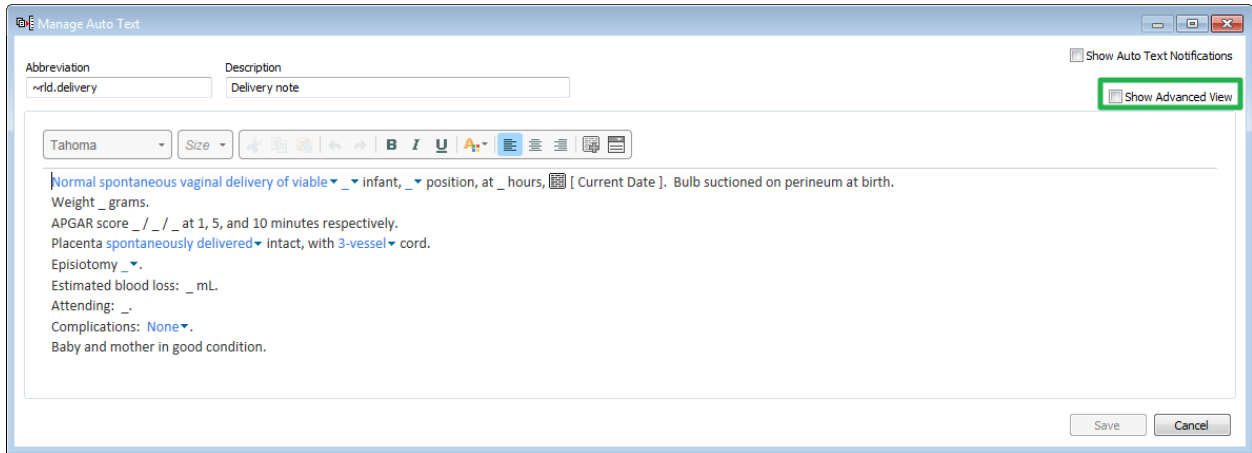 Manage Auto Text
Show Auto Text Notifications
Abbreviation Description
~rld.delivery Delivery note
Show Advanced View
Tahoma Size B I U A
Normal spontaneous vaginal delivery of viable _ infant, _ position, at _ hours, [ Current Date ]. Bulb suctioned on perineum at birth.
Weight _ grams.
APGAR score _ / _ / _ at 1, 5, and 10 minutes respectively.
Placenta spontaneously delivered intact, with 3-vessel cord.
Episiotomy _.
Estimated blood loss: _ mL.
Attending: _.
Complications: None.
Baby and mother in good condition.
Save Cancel